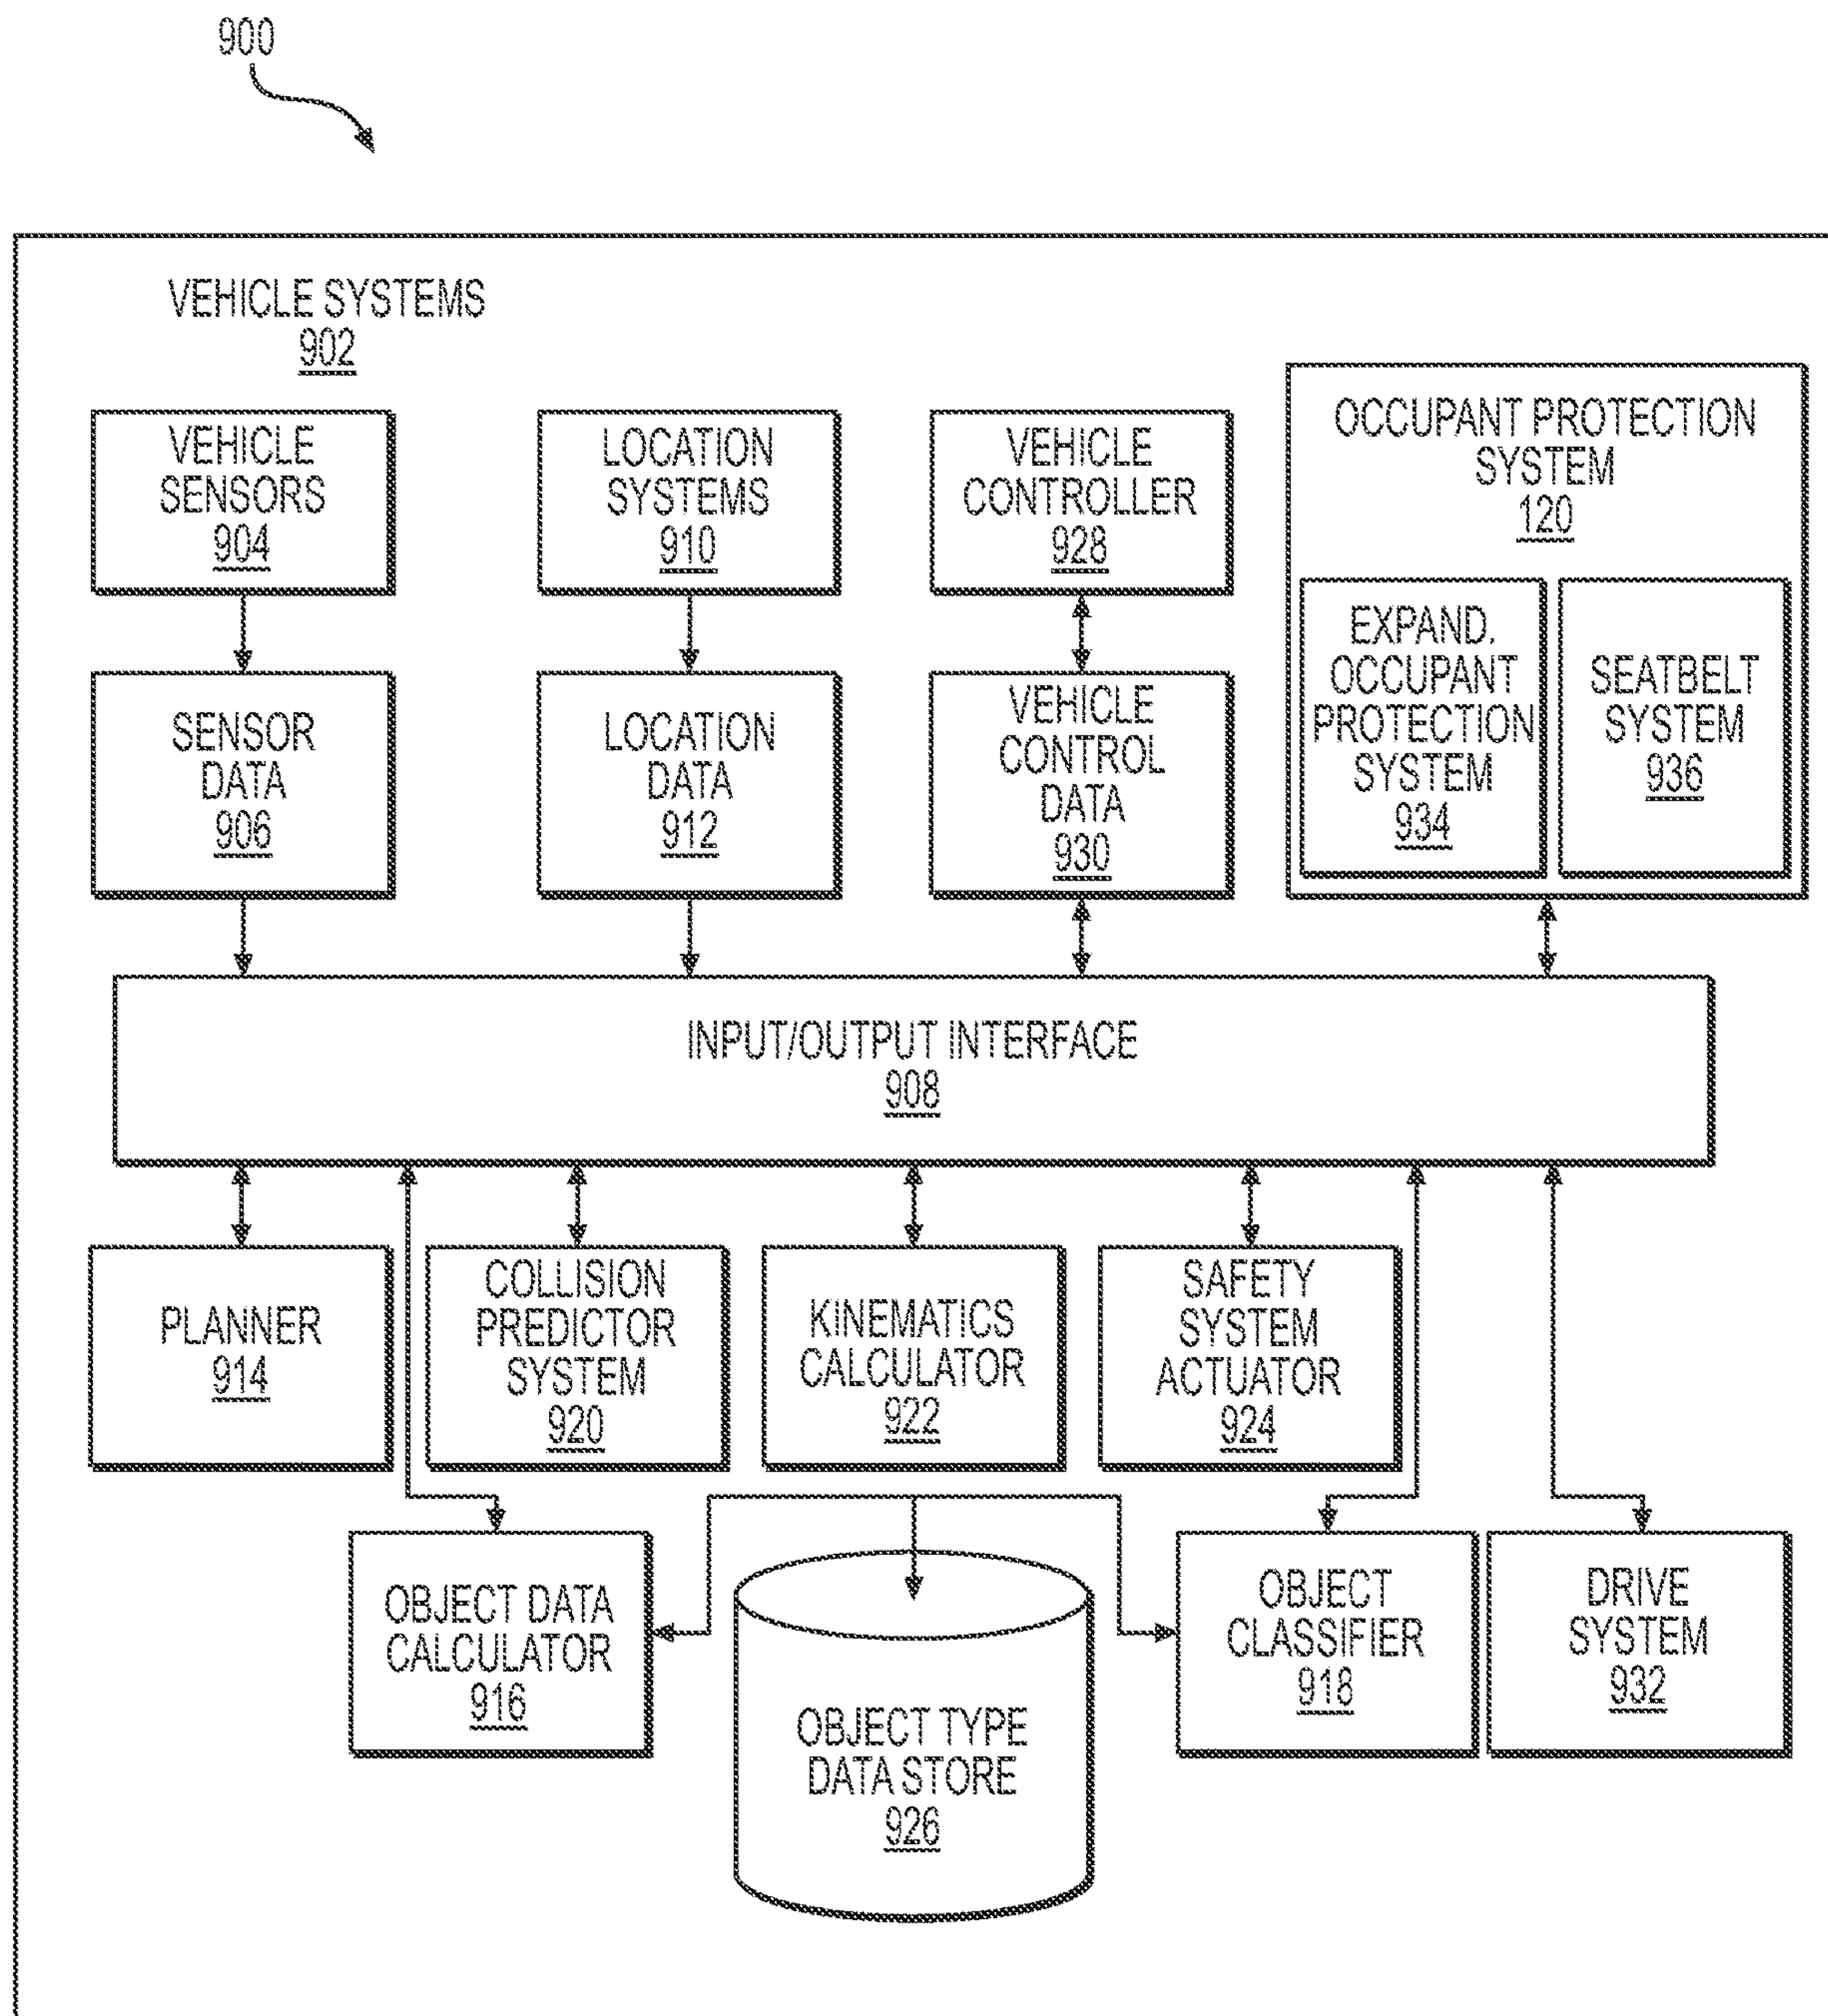 900
VEHICLE SYSTEMS
902
VEHICLE
SENSORS
904
LOCATION
SYSTEMS
910
VEHICLE
CONTROLLER
928
OCCUPANT PROTECTION
SYSTEM
120
EXPAND.
OCCUPANT
PROTECTION
SYSTEM
934
SEATBELT
SYSTEM
936
SENSOR
DATA
906
LOCATION
DATA
912
VEHICLE
CONTROL
DATA
930
INPUT/OUTPUT INTERFACE
908
PLANNER
914
COLLISION
PREDICTOR
SYSTEM
920
KINEMATICS
CALCULATOR
922
SAFETY
SYSTEM
ACTUATOR
924
OBJECT DATA
CALCULATOR
916
OBJECT TYPE
DATA STORE
926
OBJECT
CLASSIFIER
918
DRIVE
SYSTEM
932